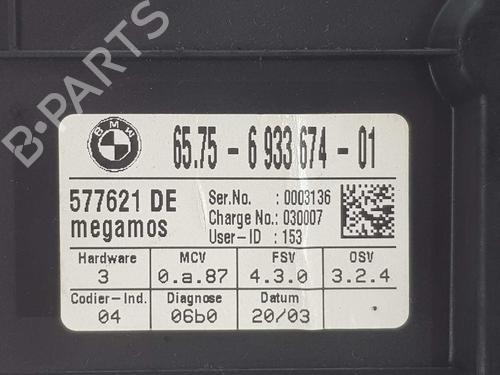 B-PARTS
BMW
65.75 - 6 933 674 - 01
577621 DE
megamos
Ser.No. : 0003136
Charge No.: 030007
User-ID : 153
Hardware MCV FSV OSV
3 0.a.87 4.3.0 3.2.4
Codier-Ind. Diagnose Datum
04 06b0 20/03